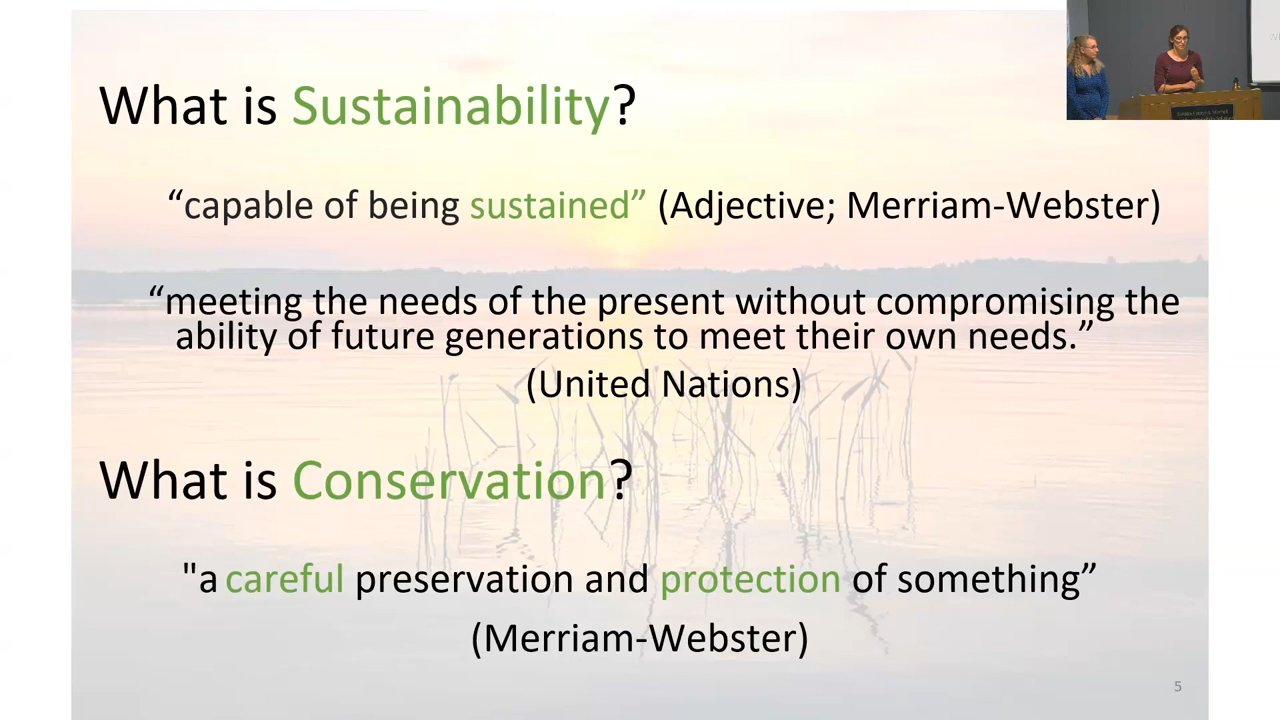 What is Sustainability?
“capable of being sustained” (Adjective; Merriam-Webster)
“meeting the needs of the present without compromising the
ability of future generations to meet their own needs.”
(United Nations)
What is Conservation?
"a careful preservation and protection of something”
(Merriam-Webster)
5